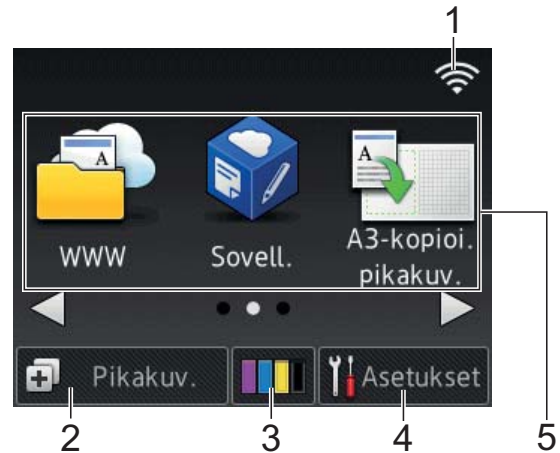 1
A
A
WWW
Sovell.
A3-kopioi.
pikakuv.
Pikakuv.
Asetukset
2
3
4
5